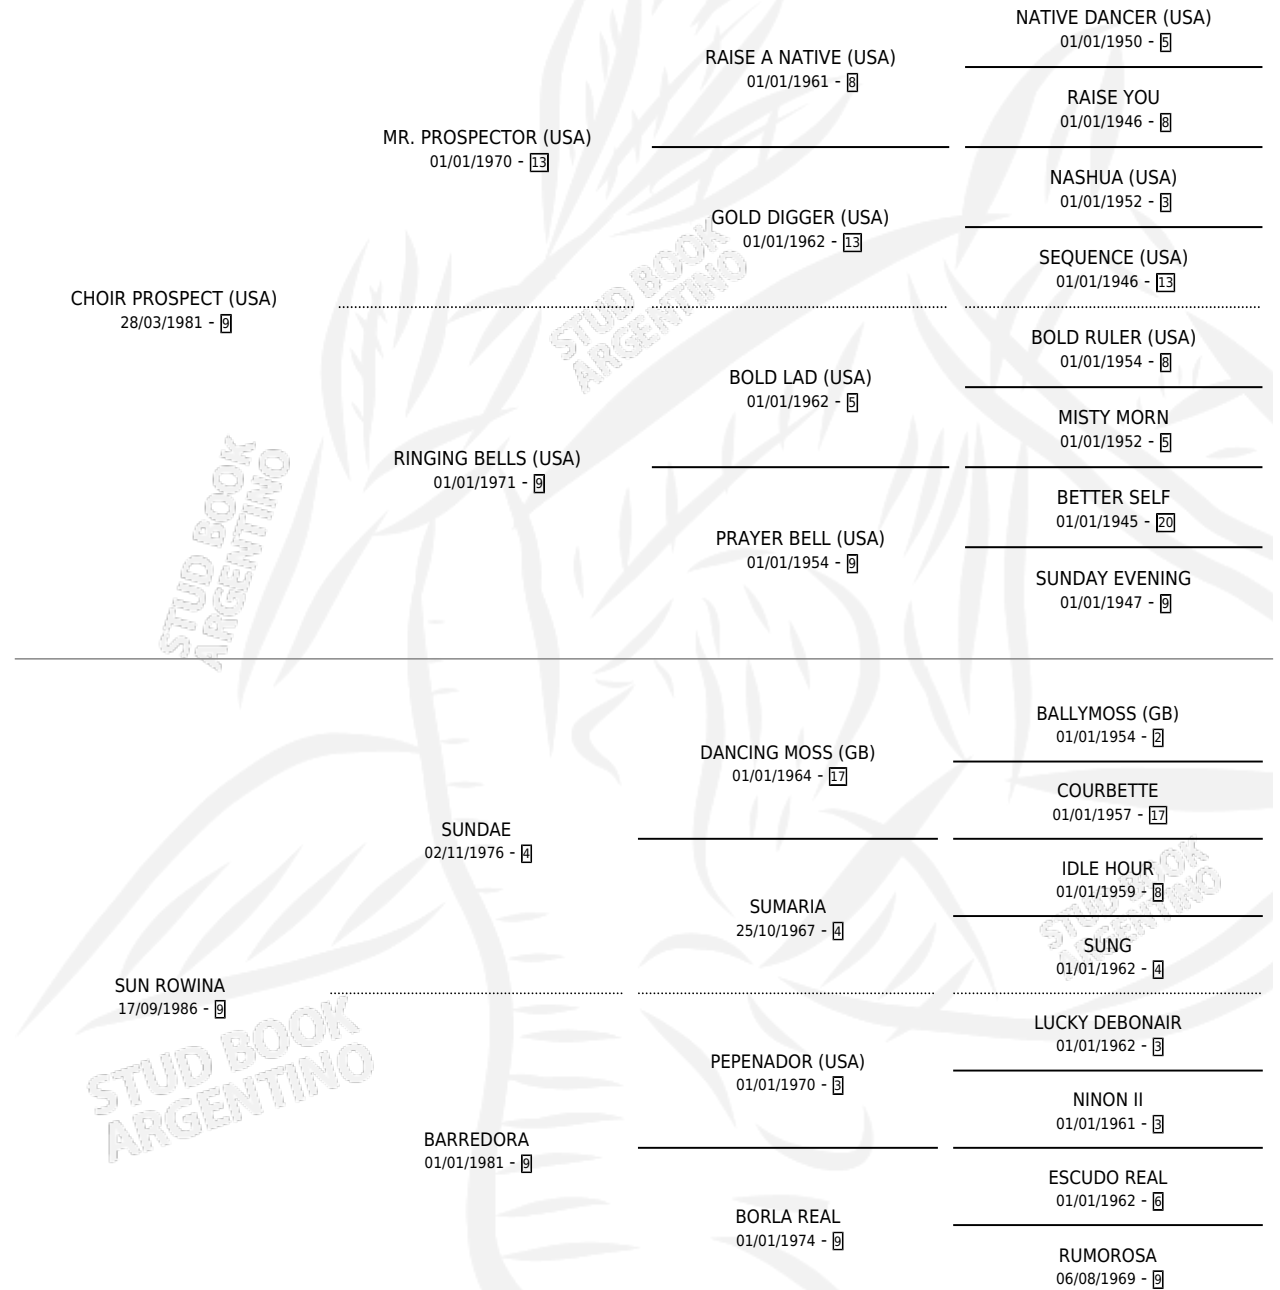 NATIVE DANCER (USA)
01/01/1950 - 5
RAISE A NATIVE (USA)
01/01/1961 - 8
RAISE YOU
01/01/1946 - 8
MR. PROSPECTOR (USA)
01/01/1970 - 13
NASHUA (USA)
01/01/1952 - 3
GOLD DIGGER (USA)
01/01/1962 - 13
SEQUENCE (USA)
01/01/1946 - 13
CHOIR PROSPECT (USA)
28/03/1981 - 9
STUD BOOK
ARGENTINO
BOLD RULER (USA)
01/01/1954 - 8
BOLD LAD (USA)
01/01/1962 - 5
MISTY MORN
01/01/1952 - 5
RINGING BELLS (USA)
01/01/1971 - 9
BETTER SELF
01/01/1945 - 20
PRAYER BELL (USA)
01/01/1954 - 9
SUNDAY EVENING
01/01/1947 - 9
STUD BOOK
ARGENTINO
BALLYMOSS (GB)
01/01/1954 - 2
DANCING MOSS (GB)
01/01/1964 - 17
COURBETTE
01/01/1957 - 17
SUNDAE
02/11/1976 - 4
IDLE HOUR
01/01/1959 - 8
SUMARIA
25/10/1967 - 4
SUNG
01/01/1962 - 4
STUD BOOK
ARGENTINO
SUN ROWINA
17/09/1986 - 9
LUCKY DEBONAIR
01/01/1962 - 3
PEPENADOR (USA)
01/01/1970 - 3
NINON II
01/01/1961 - 3
STUD BOOK
ARGENTINO
BARREDORA
01/01/1981 - 9
ESCUDO REAL
01/01/1962 - 6
BORLA REAL
01/01/1974 - 9
RUMOROSA
06/08/1969 - 9